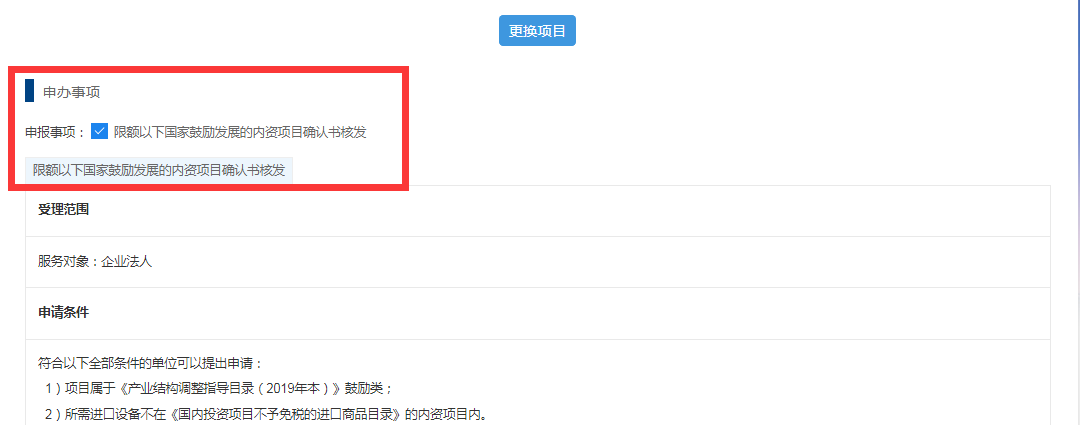 更换项目
申办事项
申报事项：限额以下国家鼓励发展的内资项目确认书核发
限额以下国家鼓励发展的内资项目确认书核发
受理范围
服务对象：企业法人
申请条件
符合以下全部条件的单位可以提出申请：
1）项目属于《产业结构调整指导目录（2019年本）》鼓励类；
2）所需进口设备不在《国内投资项目不予免税的进口商品目录》的内资项目内。